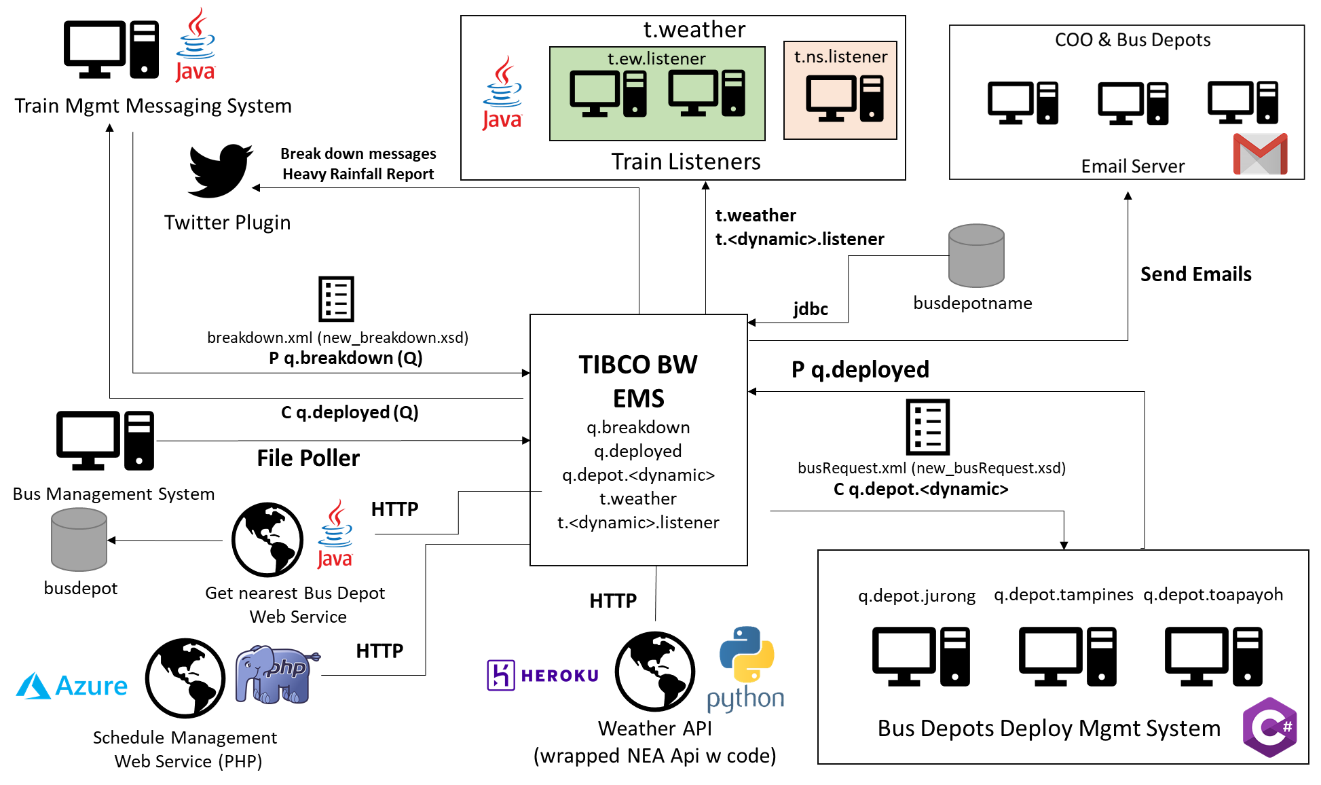 Java
Train Mgmt Messaging System
t.weather
t.ew.listener
t.ns.listener
Java
Train Listeners
COO & Bus Depots
Email Server
Break down messages
Heavy Rainfall Report
Twitter Plugin
t.weather
t.<dynamic>.listener
busdepotname
jdbc
Send Emails
breakdown.xml (new_breakdown.xsd)
P q.breakdown (Q)
C q.deployed (Q)
TIBCO BW
EMS
q.breakdown
q.deployed
q.depot.<dynamic>
t.weather
t.<dynamic>.listener
P q.deployed
busRequest.xml (new_busRequest.xsd)
C q.depot.<dynamic>
File Poller
Bus Management System
busdepot
HTTP
Java
Get nearest Bus Depot
Web Service
HTTP
Azure
php
Schedule Management
Web Service (PHP)
HTTP
HEROKU
python
Weather API
(wrapped NEA Api w code)
q.depot.jurong
q.depot.tampines
q.depot.toapayoh
Bus Depots Deploy Mgmt System
C#